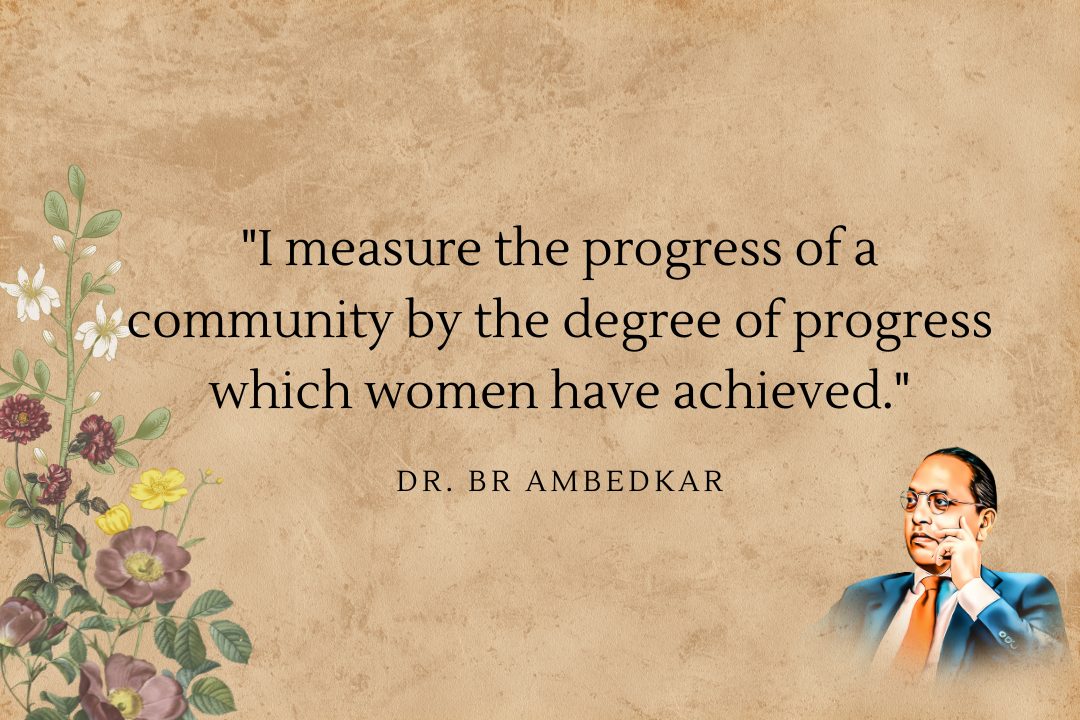 "I measure the progress of a
community by the degree of progress
which women have achieved."
DR. BR AMBEDKAR